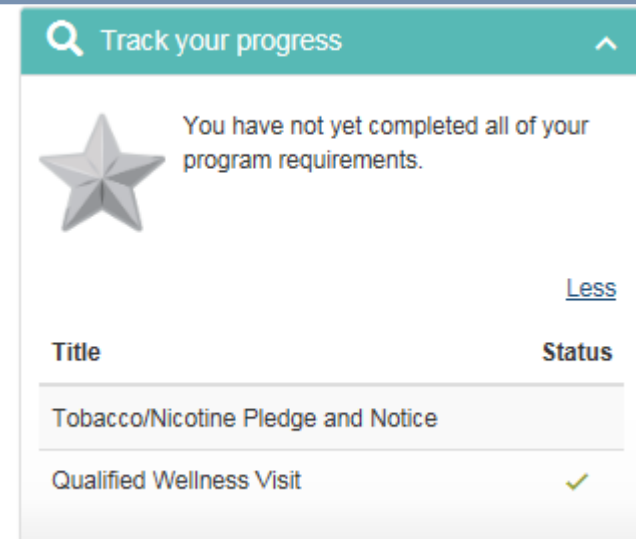 Track your progress
You have not yet completed all of your
program requirements.
Less
Title Status
Tobacco/Nicotine Pledge and Notice
Qualified Wellness Visit ✓